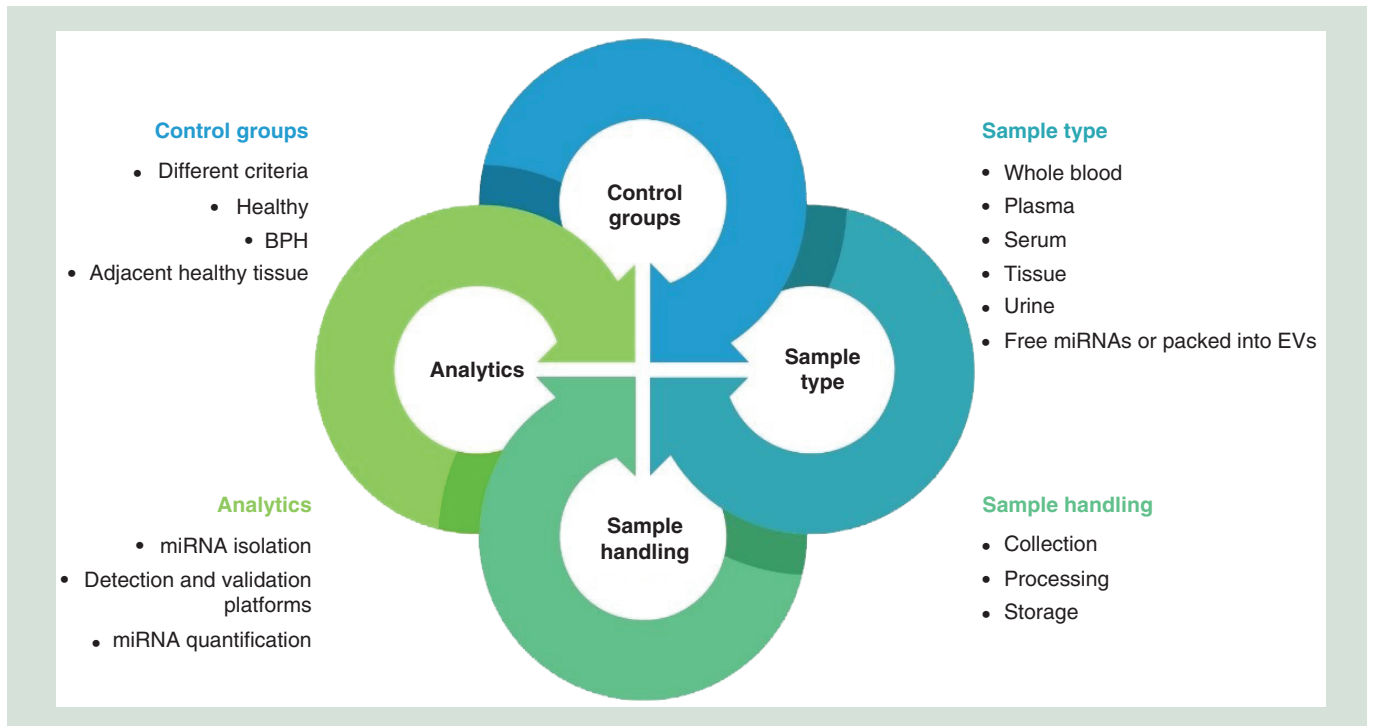 Control groups
• Different criteria
• Healthy
• BPH
• Adjacent healthy tissue
Control
groups
Sample type
• Whole blood
• Plasma
• Serum
• Tissue
• Urine
• Free miRNAs or packed into EVs
Analytics
Sample
type
Analytics
• miRNA isolation
• Detection and validation
platforms
• miRNA quantification
Sample
handling
Sample handling
• Collection
• Processing
• Storage